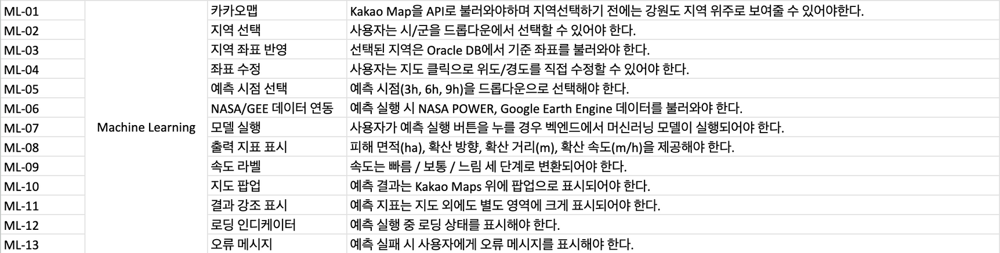 ML-01 카카오맵 Kakao Map을 API로 불러와야하며 지역선택하기 전에는 강원도 지역 위주로 보여줄 수 있어야한다.
ML-02 지역 선택 사용자는 시/군을 드롭다운에서 선택할 수 있어야 한다.
ML-03 지역 좌표 반영 선택된 지역은 Oracle DB에서 기준 좌표를 불러와야 한다.
ML-04 좌표 수정 사용자는 지도 클릭으로 위도/경도를 직접 수정할 수 있어야 한다.
ML-05 예측 시점 선택 예측 시점(3h, 6h, 9h)을 드롭다운으로 선택해야 한다.
ML-06 NASA/GEE 데이터 연동 예측 실행 시 NASA POWER, Google Earth Engine 데이터를 불러와야 한다.
ML-07 Machine Learning 모델 실행 사용자가 예측 실행 버튼을 누를 경우 벡엔드에서 머신러닝 모델이 실행되어야 한다.
ML-08 출력 지표 표시 피해 면적(ha), 확산 방향, 확산 거리(m), 확산 속도(m/h)을 제공해야 한다.
ML-09 속도 라벨 속도는 빠름 / 보통 / 느림 세 단계로 변환되어야 한다.
ML-10 지도 팝업 예측 결과는 Kakao Maps 위에 팝업으로 표시되어야 한다.
ML-11 결과 강조 표시 예측 지표는 지도 외에도 별도 영역에 크게 표시되어야 한다.
ML-12 로딩 인디케이터 예측 실행 중 로딩 상태를 표시해야 한다.
ML-13 오류 메시지 예측 실패 시 사용자에게 오류 메시지를 표시해야 한다.